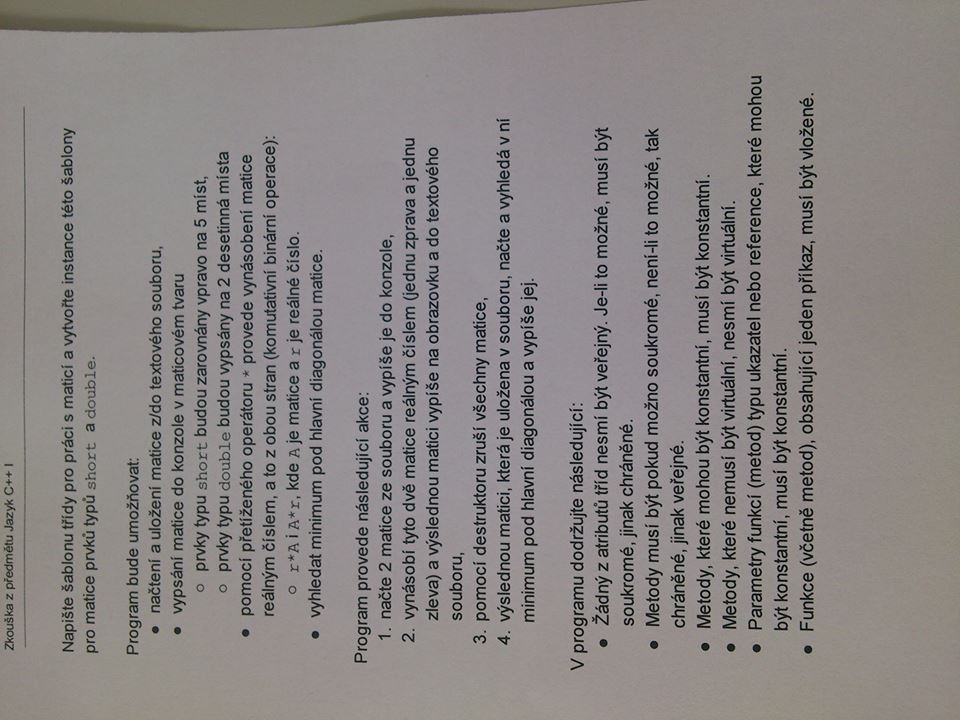 Zkouška z předmětu Jazyk C++ I
Napište šablonu třídy pro práci s maticí a vytvořte instance této šablony
pro matice prvků typů short a double.
Program bude umožňovat:
• načtení a uložení matice z/do textového souboru,
• vypsání matice do konzole v maticovém tvaru
○ prvky typu short budou zarovnány vpravo na 5 míst,
○ prvky typu double budou vypsány na 2 desetinná místa
• pomocí přetíženého operátoru * provede vynásobení matice
reálným číslem, a to z obou stran (komutativní binární operace):
○ r*A i A*r, kde A je matice a r je reálné číslo.
• vyhledat minimum pod hlavní diagonálou matice.
Program provede následující akce:
1. načte 2 matice ze souboru a vypíše je do konzole,
2. vynásobí tyto dvě matice reálným číslem (jednu zprava a jednu
zleva) a výslednou matici vypíše na obrazovku a do textového
souboru,
3. pomocí destruktoru zruší všechny matice,
4. výslednou matici, která je uložena v souboru, načte a vyhledá v ní
minimum pod hlavní diagonálou a vypíše jej.
V programu dodržujte následující:
• Žádný z atributů tříd nesmí být veřejný. Je-li to možné, musí být
soukromé, jinak chráněné.
• Metody musí být pokud možno soukromé, není-li to možné, tak
chráněné, jinak veřejné.
• Metody, které mohou být konstantní, musí být konstantní.
• Metody, které nemusí být virtuální, nesmí být virtuální.
• Parametry funkcí (metod) typu ukazatel nebo reference, které mohou
být konstantní, musí být konstantní.
• Funkce (včetně metod), obsahující jeden příkaz, musí být vložené.